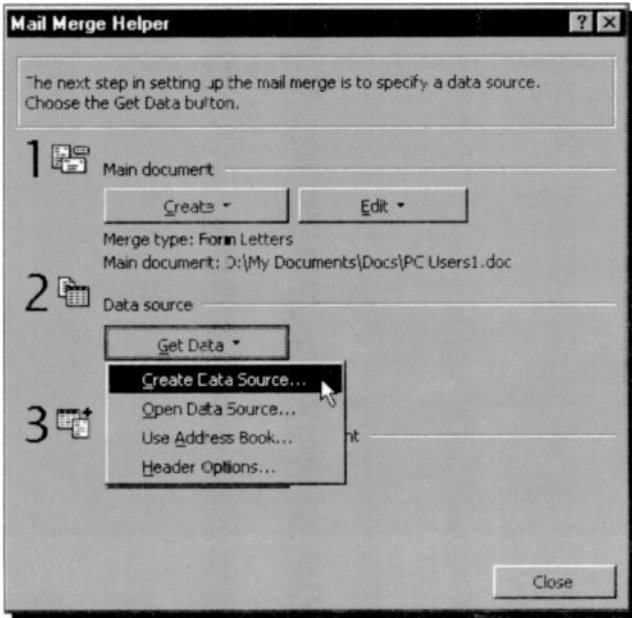 Mail Merge Helper
The next step in setting up the mail merge is to specify a data source.
Choose the Get Data button.
1
Main document
Create
Edit
Merge type: Form Letters
Main document: D:\My Documents\Docs\PC Users1.doc
2
Data source
Get Data
Create Data Source...
Open Data Source...
3
Use Address Book...
Header Options...
Close